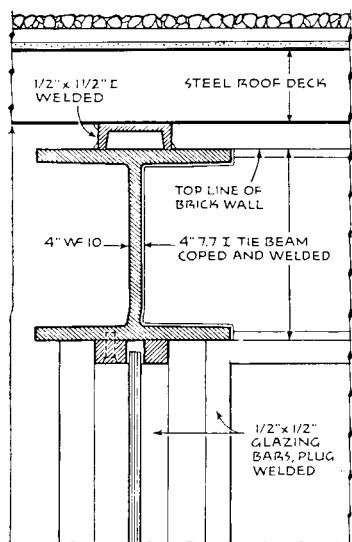 STEEL ROOF DECK
1/2" x 1 1/2" [
WELDED
TOP LINE OF
BRICK WALL
4" WF 10
4" 7.7 I TIE BEAM
COPED AND WELDED
1/2" x 1/2"
GLAZING
BARS, PLUG
WELDED